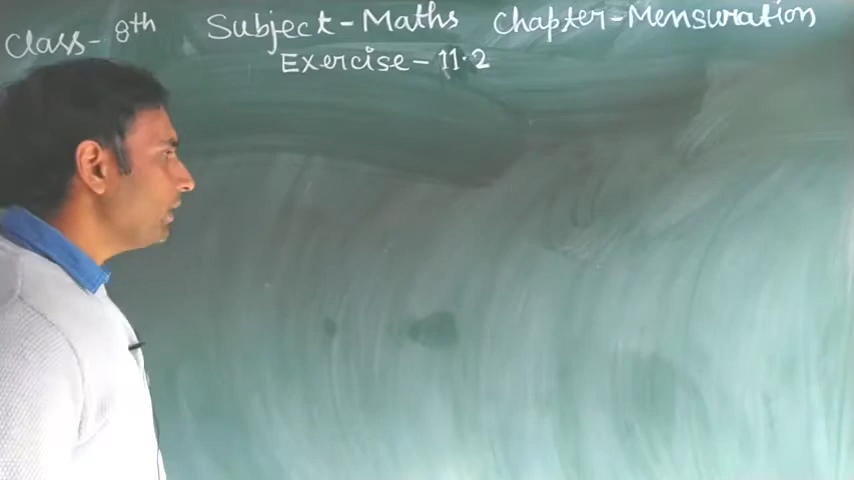 Class- 8th Subject-Maths Chapter-Mensuration
Exercise-11.2